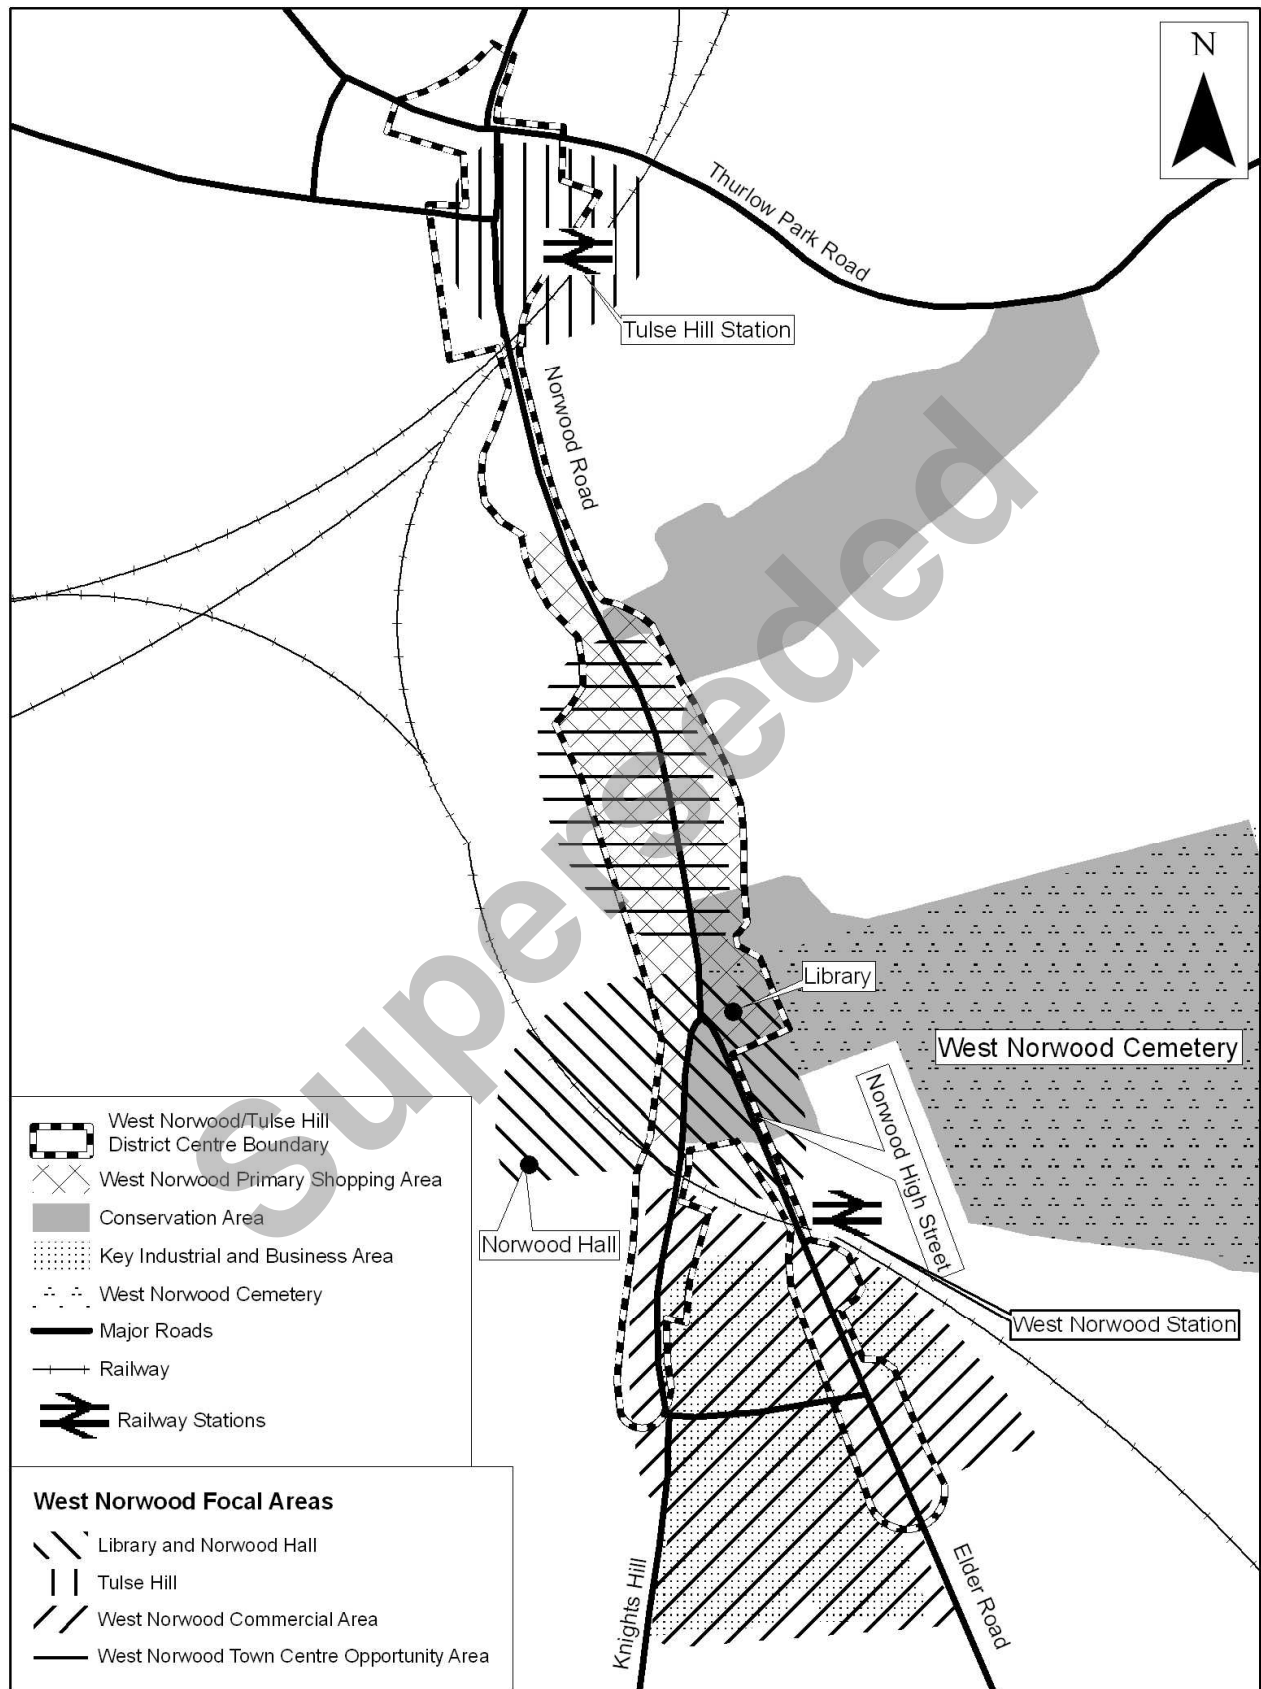 N
Thurlow Park Road
Tulse Hill Station
Norwood Road
Superseded
Library
West Norwood Cemetery
Norwood High Street
Norwood Hall
West Norwood Station
Knights Hill
Elder Road
West Norwood/Tulse Hill
District Centre Boundary
West Norwood Primary Shopping Area
Conservation Area
Key Industrial and Business Area
West Norwood Cemetery
Major Roads
Railway
Railway Stations
West Norwood Focal Areas
Library and Norwood Hall
Tulse Hill
West Norwood Commercial Area
West Norwood Town Centre Opportunity Area